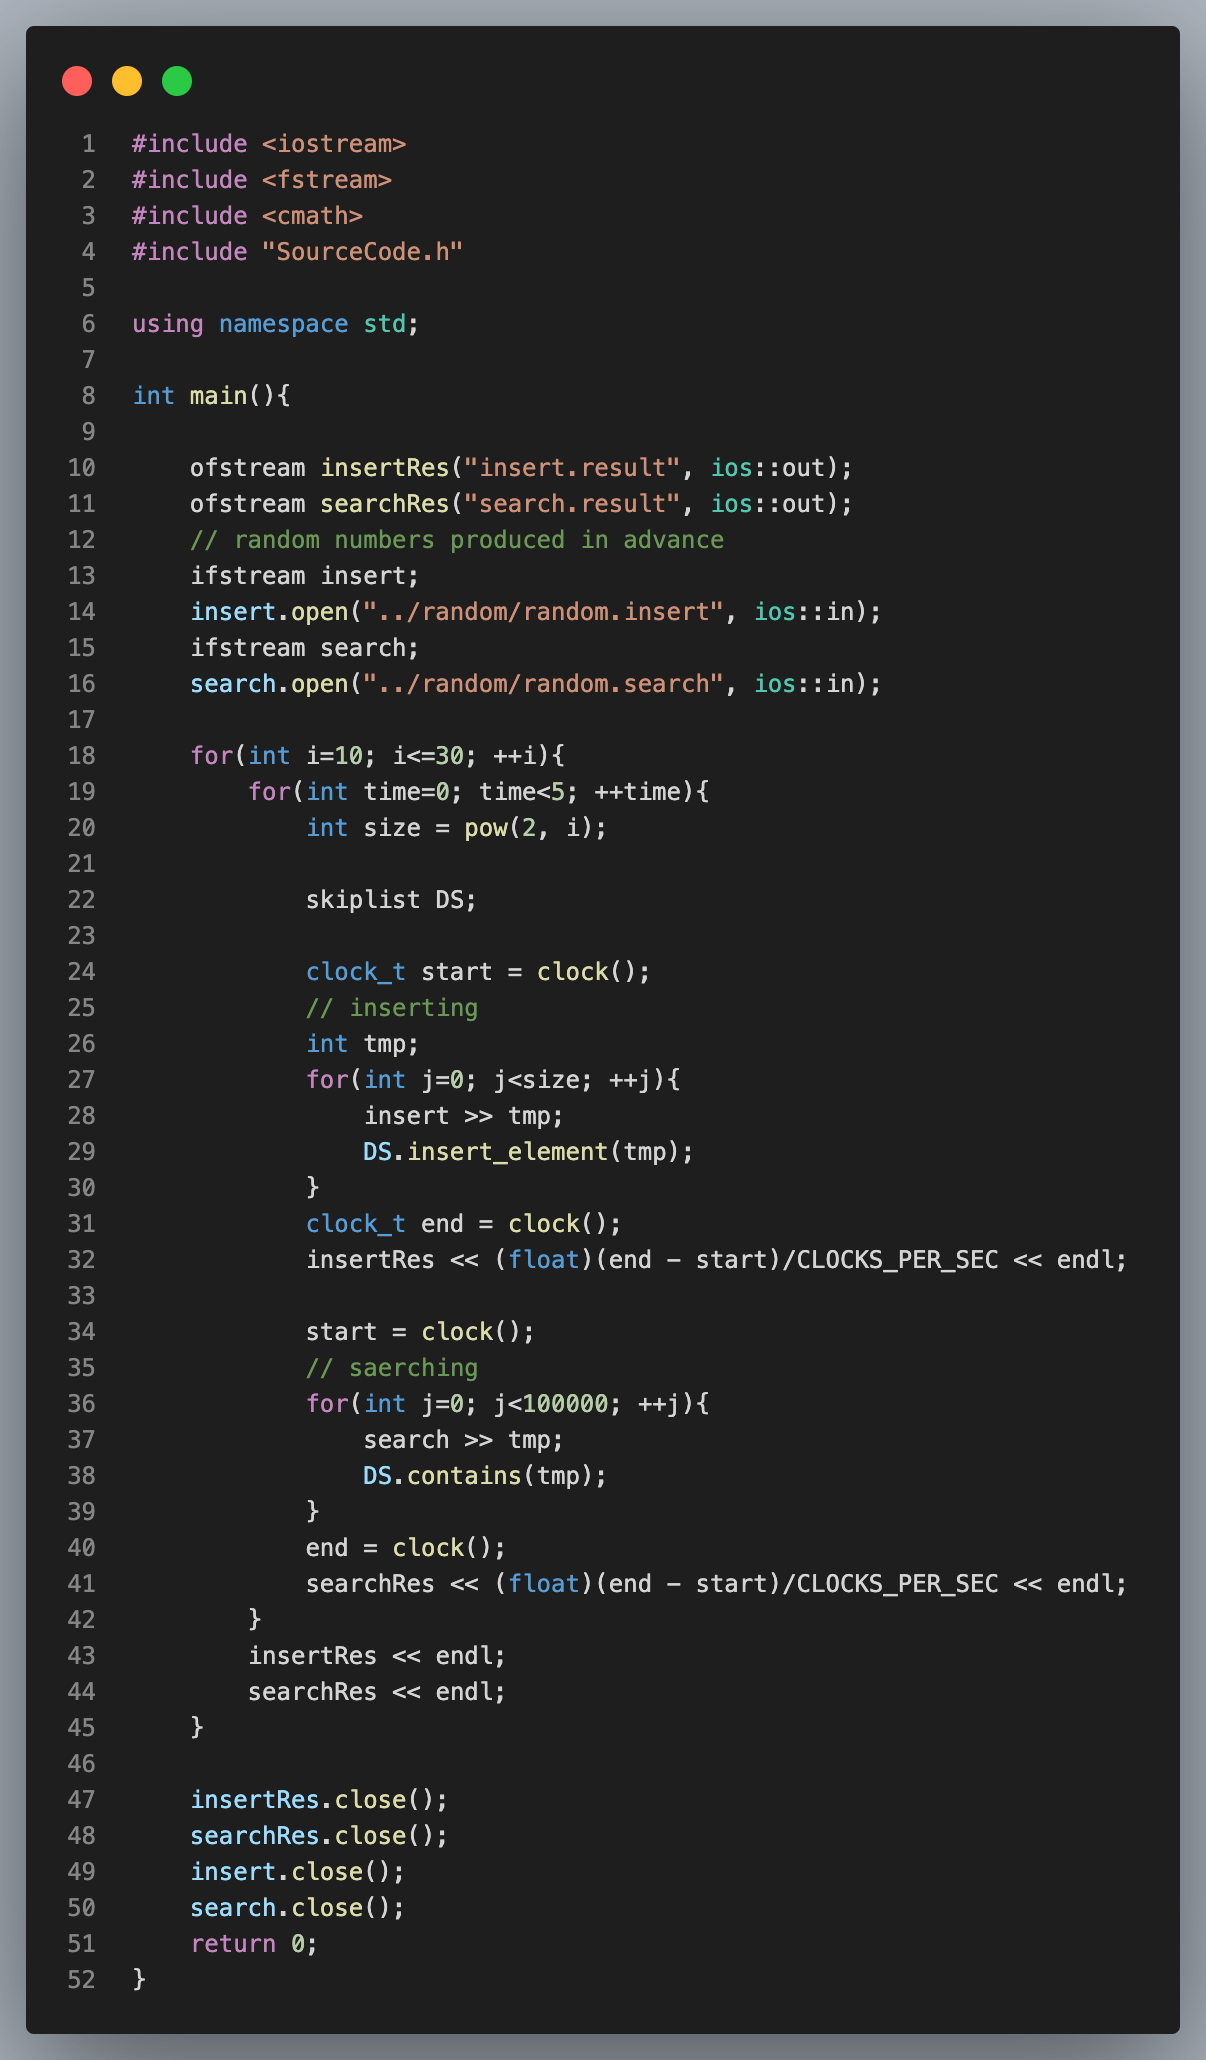 1 #include <iostream>
2 #include <fstream>
3 #include <cmath>
4 #include "SourceCode.h"
5
6 using namespace std;
7
8 int main(){
9
10     ofstream insertRes("insert.result", ios::out);
11     ofstream searchRes("search.result", ios::out);
12     // random numbers produced in advance
13     ifstream insert;
14     insert.open("../random/random.insert", ios::in);
15     ifstream search;
16     search.open("../random/random.search", ios::in);
17
18     for(int i=10; i<=30; ++i){
19         for(int time=0; time<5; ++time){
20             int size = pow(2, i);
21
22             skiplist DS;
23
24             clock_t start = clock();
25             // inserting
26             int tmp;
27             for(int j=0; j<size; ++j){
28                 insert >> tmp;
29                 DS.insert_element(tmp);
30             }
31             clock_t end = clock();
32             insertRes << (float)(end - start)/CLOCKS_PER_SEC << endl;
33
34             start = clock();
35             // saerching
36             for(int j=0; j<100000; ++j){
37                 search >> tmp;
38                 DS.contains(tmp);
39             }
40             end = clock();
41             searchRes << (float)(end - start)/CLOCKS_PER_SEC << endl;
42         }
43         insertRes << endl;
44         searchRes << endl;
45     }
46
47     insertRes.close();
48     searchRes.close();
49     insert.close();
50     search.close();
51     return 0;
52 }